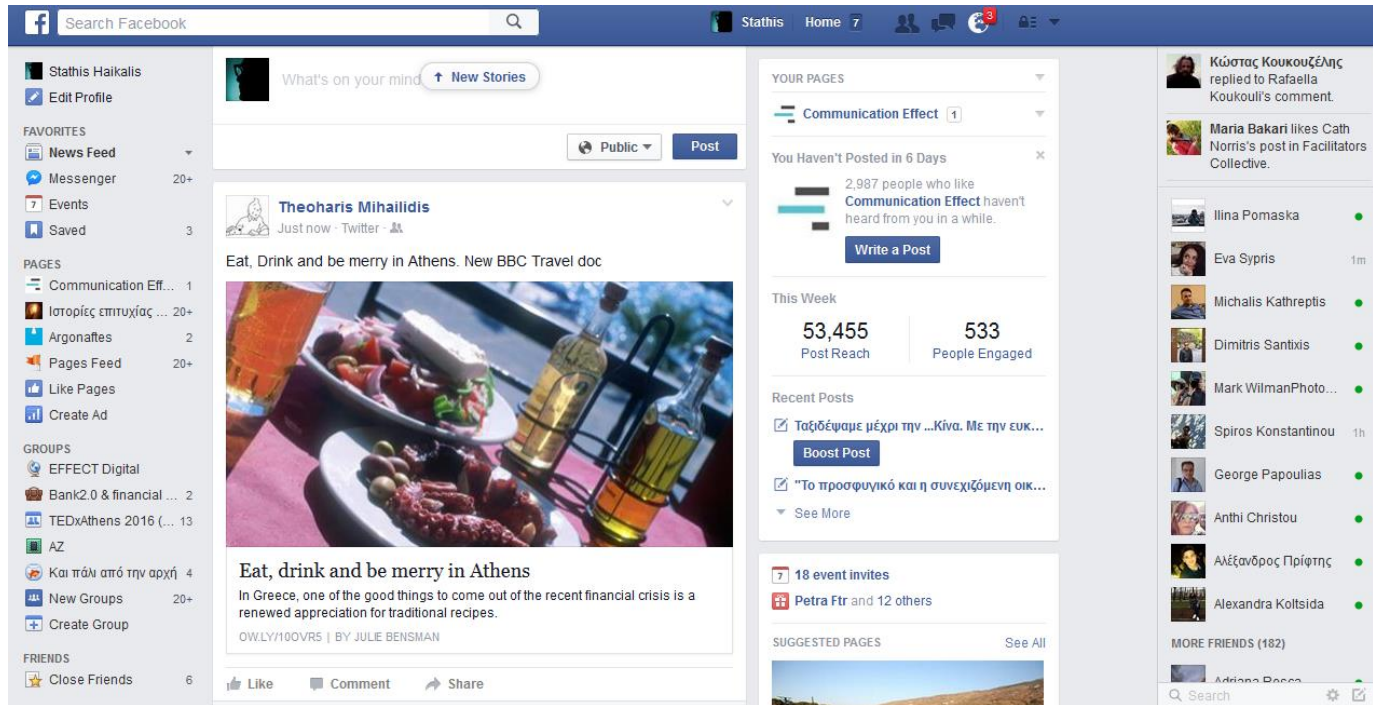 Search Facebook
Stathis
Home 7
3
Stathis Haikalis
Edit Profile
FAVORITES
News Feed
Messenger 20+
7 Events
Saved 3
PAGES
Communication Eff... 1
Ιστορίες επιτυχίας ... 20+
Argonaftes 2
Pages Feed 20+
Like Pages
Create Ad
GROUPS
EFFECT Digital
Bank2.0 & financial ... 2
TEDxAthens 2016 (... 13
AZ
Και πάλι από την αρχή 4
New Groups 20+
Create Group
FRIENDS
Close Friends 6
What's on your mind
New Stories
Public
Post
Theoharis Mihailidis
Just now · Twitter ·
Eat, Drink and be merry in Athens. New BBC Travel doc
Eat, drink and be merry in Athens
In Greece, one of the good things to come out of the recent financial crisis is a
renewed appreciation for traditional recipes.
OW.LY/10OVR5 | BY JULIE BENSMAN
Like Comment Share
YOUR PAGES
Communication Effect 1
You Haven't Posted in 6 Days
2,987 people who like
Communication Effect haven't
heard from you in a while.
Write a Post
This Week
53,455 533
Post Reach People Engaged
Recent Posts
Ταξιδέψαμε μέχρι την ...Κίνα. Με την ευκ...
Boost Post
"Το προσφυγικό και η συνεχιζόμενη οικ...
See More
7 18 event invites
Petra Ftr and 12 others
SUGGESTED PAGES See All
Κώστας Κουκουζέλης
replied to Rafaella
Koukouli's comment.
Maria Bakari likes Cath
Norris's post in Facilitators
Collective.
Ilina Pomaska
Eva Sypris 1m
Michalis Kathreptis
Dimitris Santixis
Mark WilmanPhoto...
Spiros Konstantinou 1h
George Papoulias
Anthi Christou
Αλέξανδρος Πρίφτης
Alexandra Koltsida
MORE FRIENDS (182)
Adriana Bosca
Search